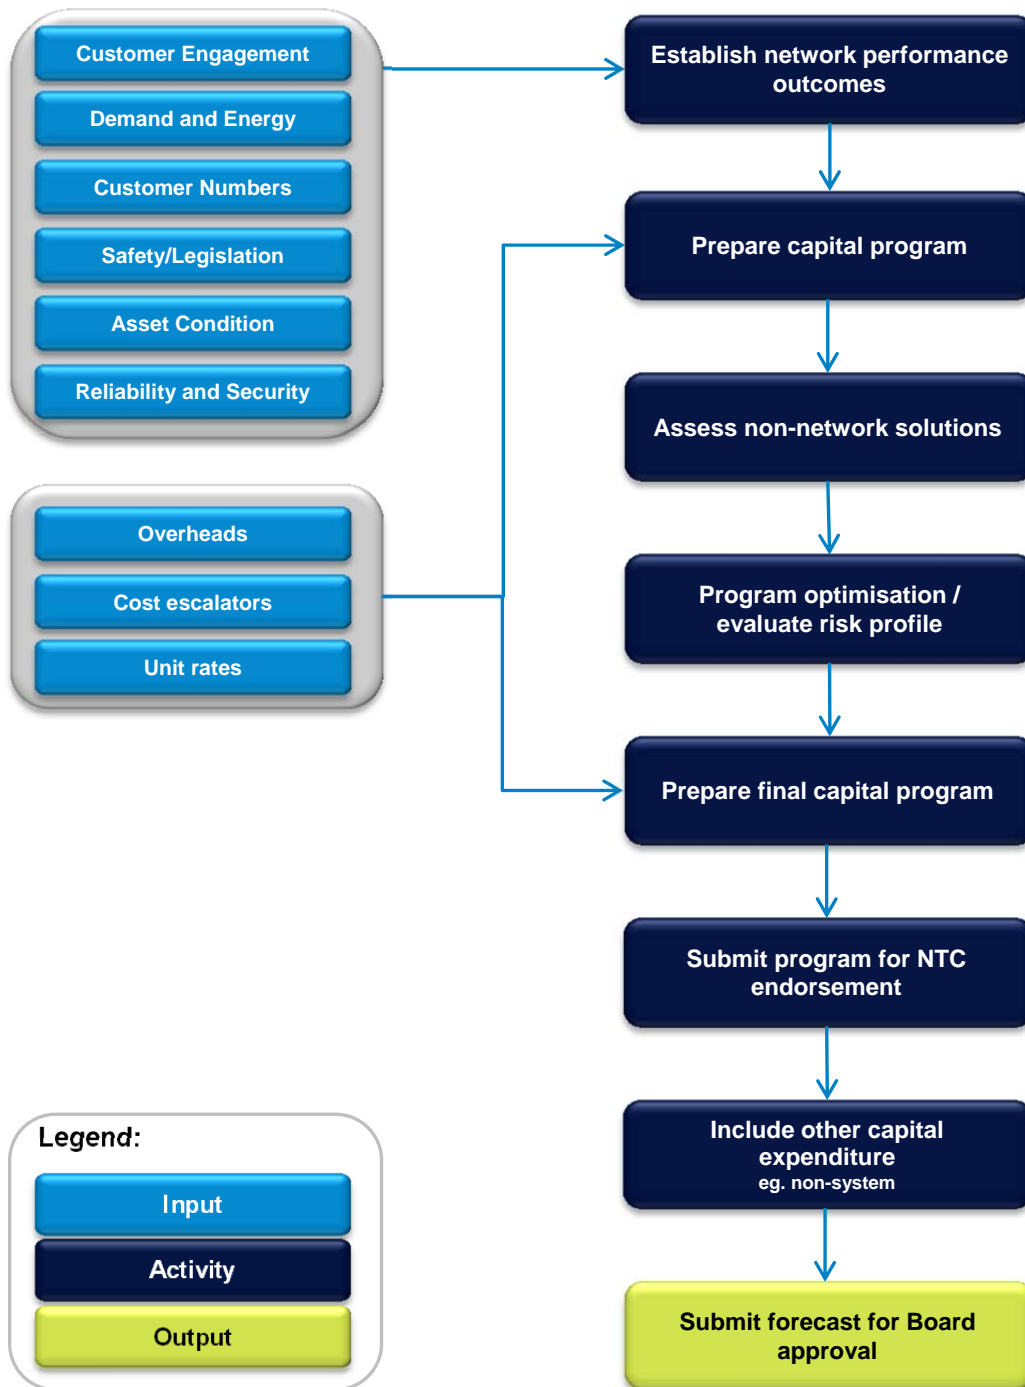 Customer Engagement
Demand and Energy
Customer Numbers
Safety/Legislation
Asset Condition
Reliability and Security
Overheads
Cost escalators
Unit rates
Establish network performance
outcomes
Prepare capital program
Assess non-network solutions
Program optimisation /
evaluate risk profile
Prepare final capital program
Submit program for NTC
endorsement
Include other capital
expenditure
eg. non-system
Submit forecast for Board
approval
Legend:
Input
Activity
Output